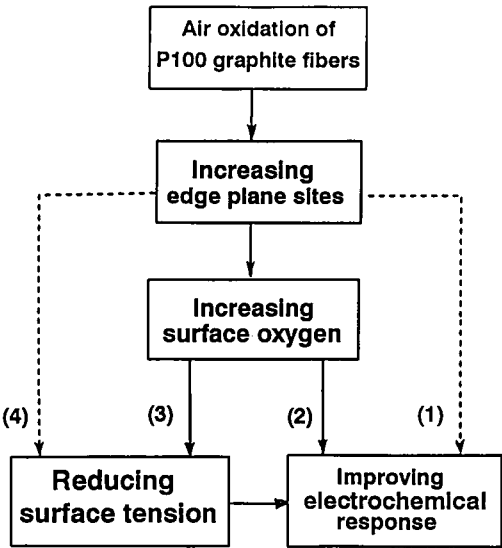 Air oxidation of
P100 graphite fibers
Increasing
edge plane sites
Increasing
surface oxygen
(4)
(3)
(2)
(1)
Reducing
surface tension
Improving
electrochemical
response